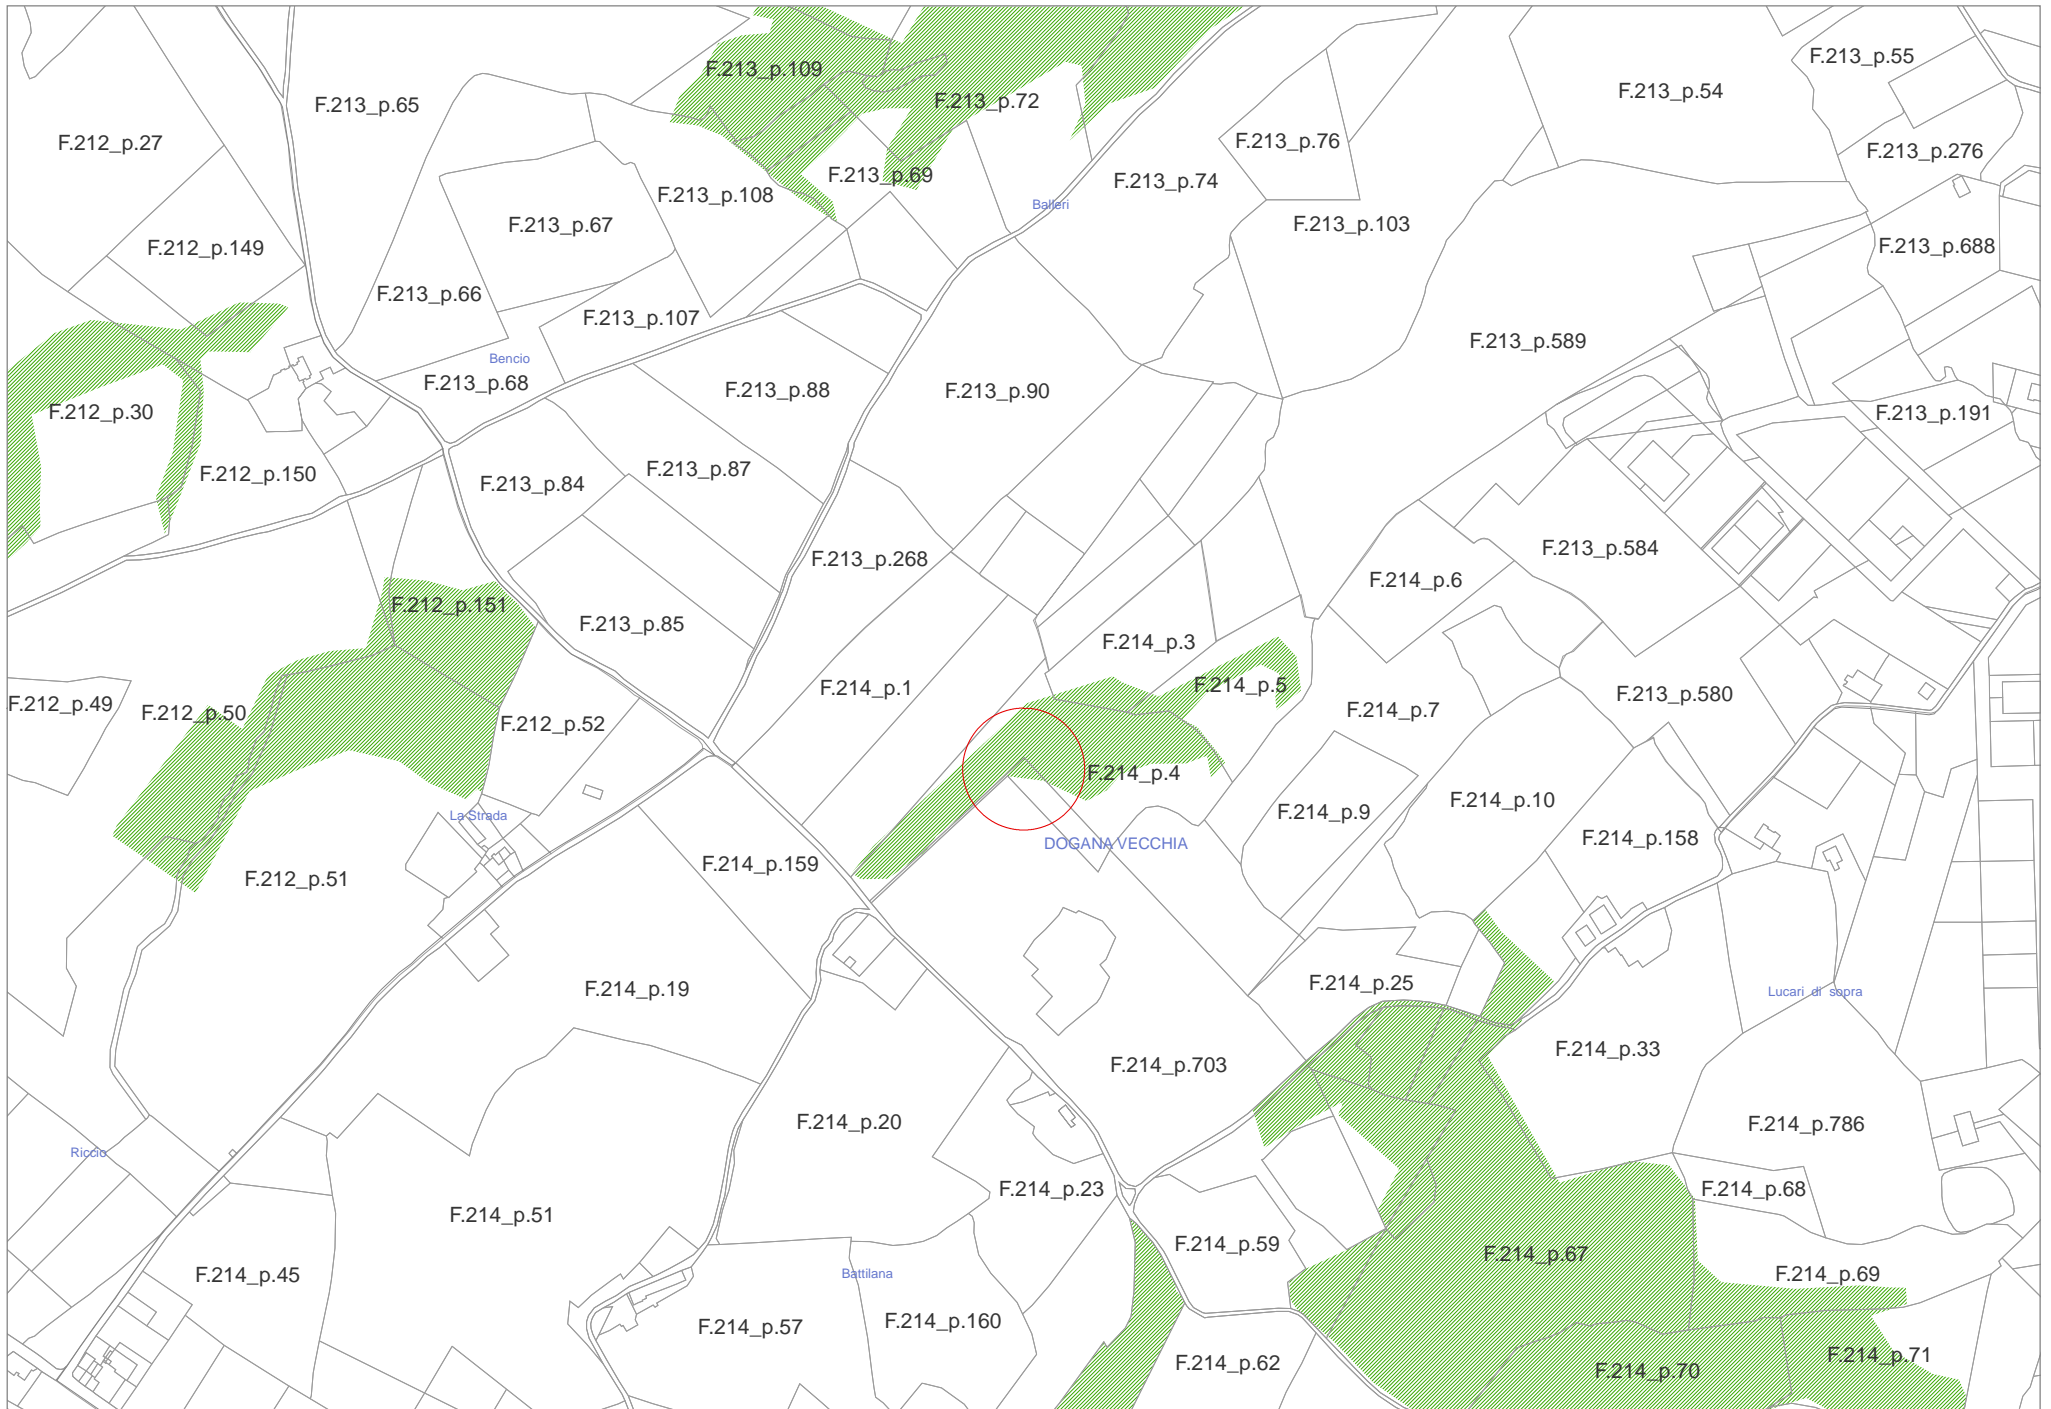 F.213_p.55
F.213_p.109
F.213_p.54
F.213_p.65
F.213_p.72
F.212_p.27
F.213_p.76
F.213_p.276
F.213_p.69
F.213_p.74
F.213_p.108
Balleri
F.213_p.67
F.213_p.103
F.212_p.149
F.213_p.688
F.213_p.66
F.213_p.107
F.213_p.589
Bencio
F.213_p.68
F.213_p.88
F.213_p.90
F.212_p.30
F.213_p.191
F.212_p.150
F.213_p.87
F.213_p.84
F.213_p.584
F.213_p.268
F.214_p.6
F.212_p.151
F.213_p.85
F.214_p.3
F.214_p.1
F.214_p.5
F.213_p.580
F.212_p.49
F.212_p.50
F.214_p.7
F.212_p.52
F.214_p.4
F.214_p.10
F.214_p.9
La Strada
F.214_p.158
DOGANA VECCHIA
F.214_p.159
F.212_p.51
F.214_p.25
F.214_p.19
Lucari di sopra
F.214_p.33
F.214_p.703
F.214_p.20
F.214_p.786
Riccio
F.214_p.23
F.214_p.68
F.214_p.51
F.214_p.59
F.214_p.67
F.214_p.45
Battilana
F.214_p.69
F.214_p.57
F.214_p.160
F.214_p.71
F.214_p.62
F.214_p.70